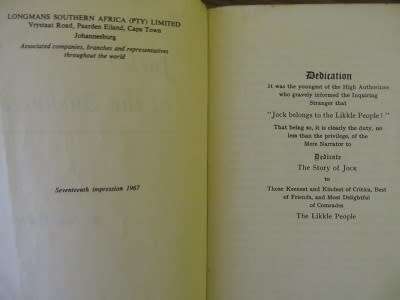 LONGMANS SOUTHERN AFRICA (PTY) LIMITED
Vrystaat Road, Paarden Eiland, Cape Town
Johannesburg
Associated companies, branches and representatives
throughout the world
Seventeenth impression 1967
Dedication
It was the youngest of the High Authorities
who gravely informed the Inquiring
Stranger that
"Jock belongs to the Likkle People!"
That being so, it is clearly the duty, no
less than the privilege, of the
Mere Narrator to
Dedicate
The Story of Jock
to
Those Keenest and Kindest of Critics, Best
of Friends, and Most Delightful
of Comrades
The Likkle People